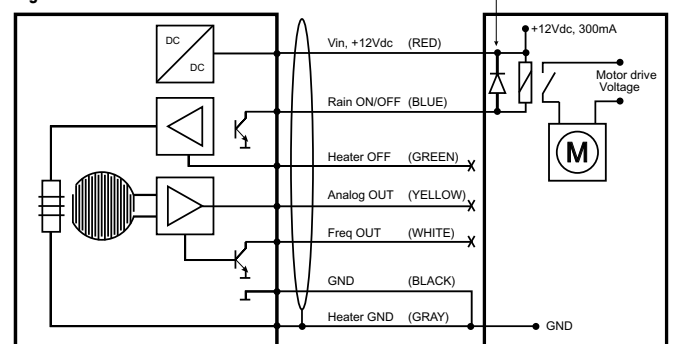 +12Vdc, 300mA
DC
DC
Vin, +12Vdc (RED)
Motor drive
Voltage
Rain ON/OFF (BLUE)
M
Heater OFF (GREEN)
Analog OUT (YELLOW)
Freq OUT (WHITE)
GND (BLACK)
Heater GND (GRAY)
GND